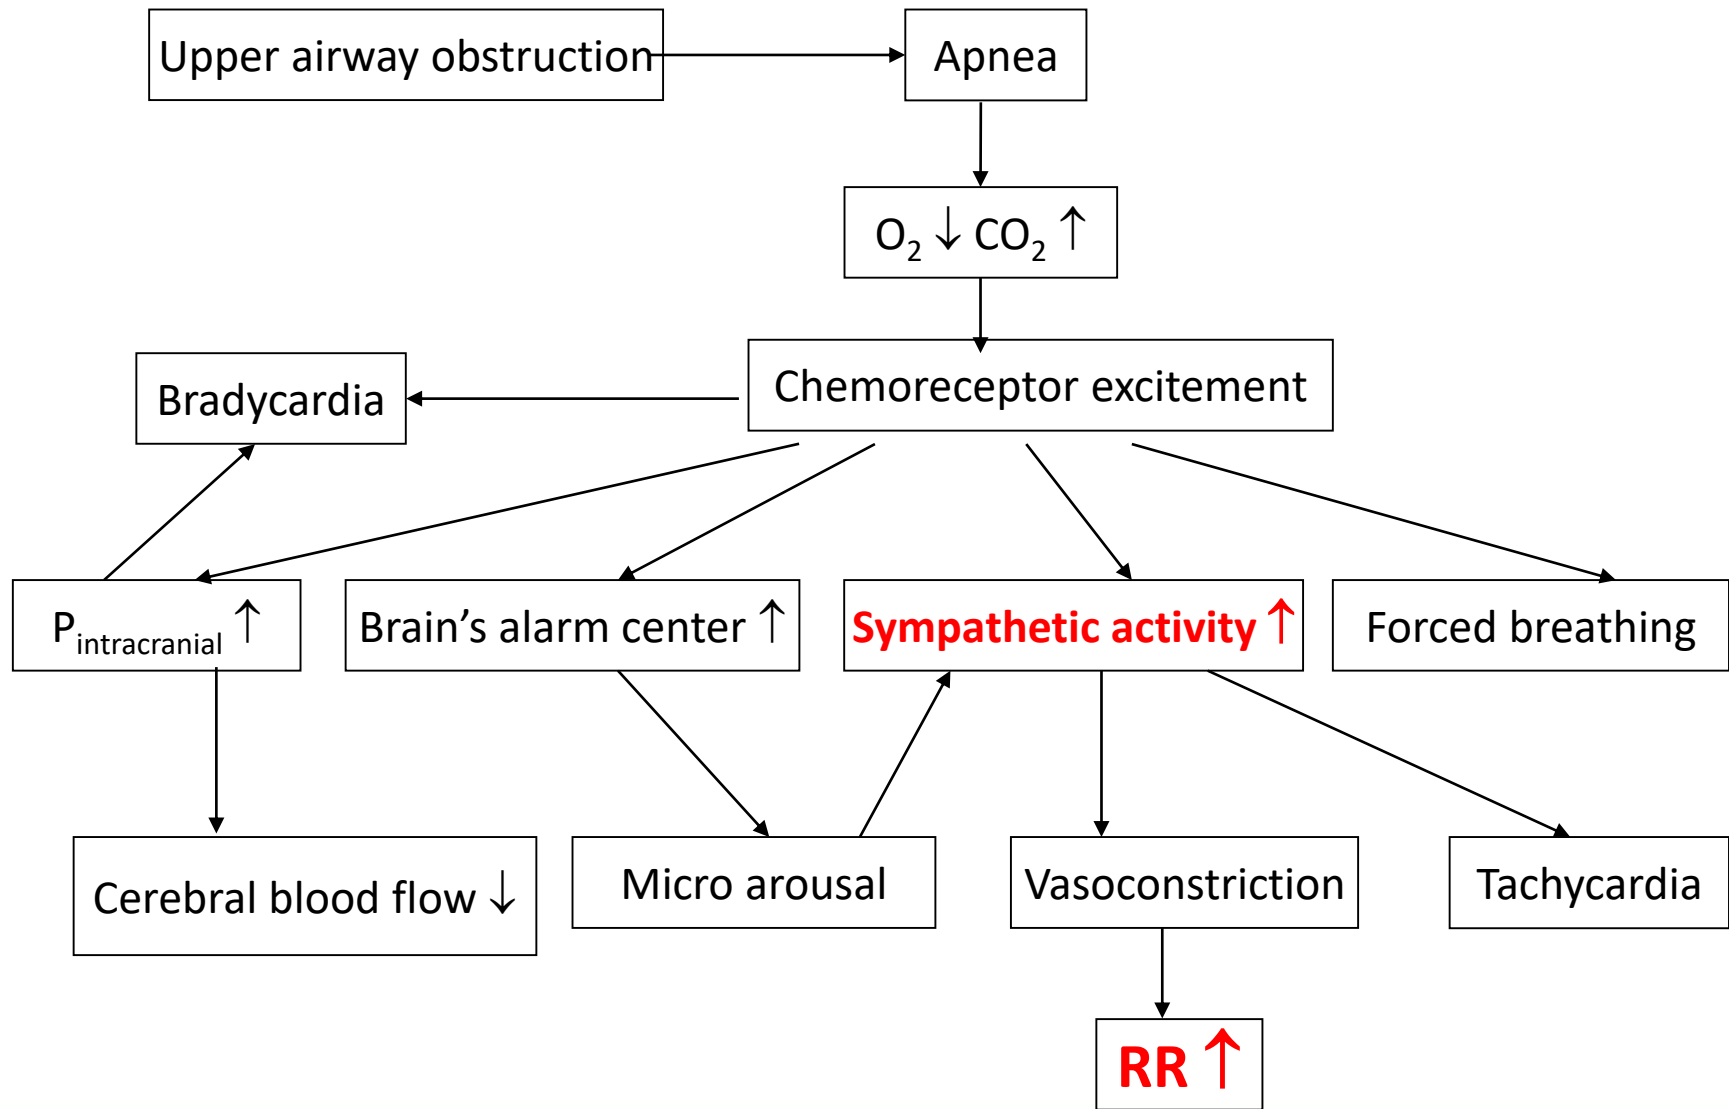 Upper airway obstruction
Apnea
O₂ ↓ CO₂ ↑
Chemoreceptor excitement
Bradycardia
P_intracranial ↑
Brain’s alarm center ↑
Sympathetic activity ↑
Forced breathing
Cerebral blood flow ↓
Micro arousal
Vasoconstriction
Tachycardia
RR ↑